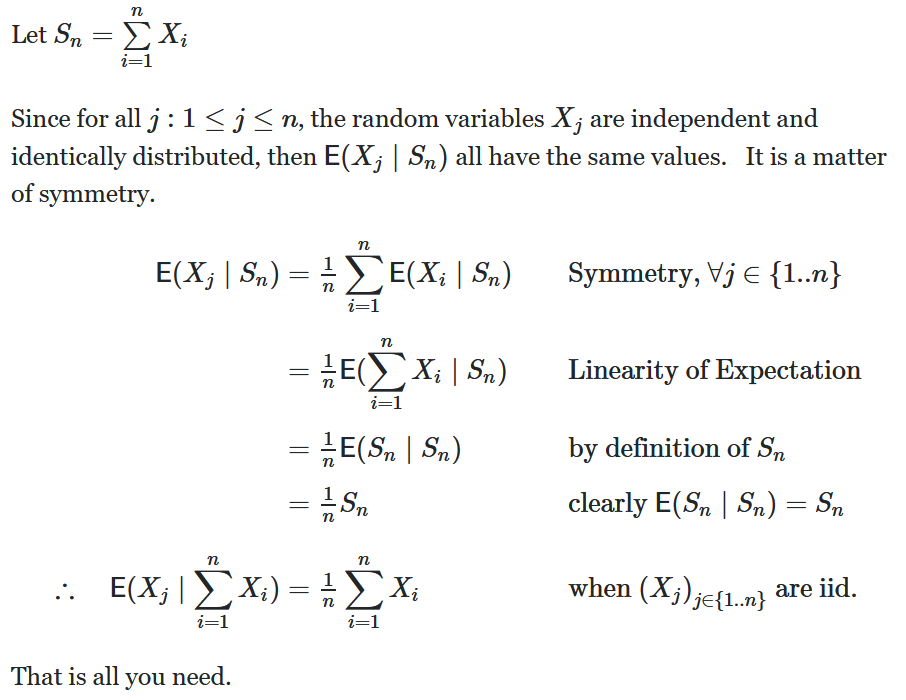 Let $S_n = \sum_{i=1}^{n} X_i$
Since for all $j : 1 \leq j \leq n$, the random variables $X_j$ are independent and
identically distributed, then $\mathsf{E}(X_j \mid S_n)$ all have the same values.   It is a matter
of symmetry.
$\mathsf{E}(X_j \mid S_n) = \frac{1}{n} \sum_{i=1}^{n} \mathsf{E}(X_i \mid S_n)$ Symmetry, $\forall j \in \{1..n\}$
$= \frac{1}{n} \mathsf{E}(\sum_{i=1}^{n} X_i \mid S_n)$ Linearity of Expectation
$= \frac{1}{n} \mathsf{E}(S_n \mid S_n)$ by definition of $S_n$
$= \frac{1}{n} S_n$ clearly $\mathsf{E}(S_n \mid S_n) = S_n$
$\therefore \quad \mathsf{E}(X_j \mid \sum_{i=1}^{n} X_i) = \frac{1}{n} \sum_{i=1}^{n} X_i$ when $(X_j)_{j \in \{1..n\}}$ are iid.
That is all you need.